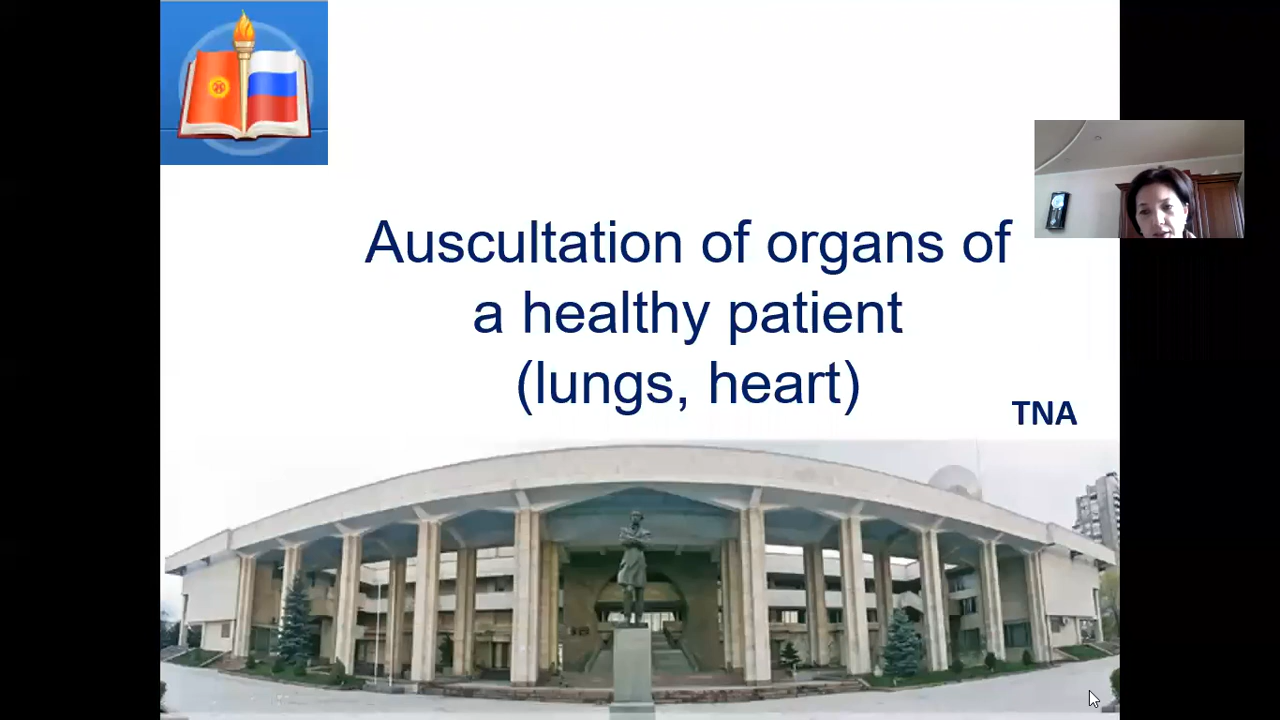 Auscultation of organs of
a healthy patient
(lungs, heart)
TNA